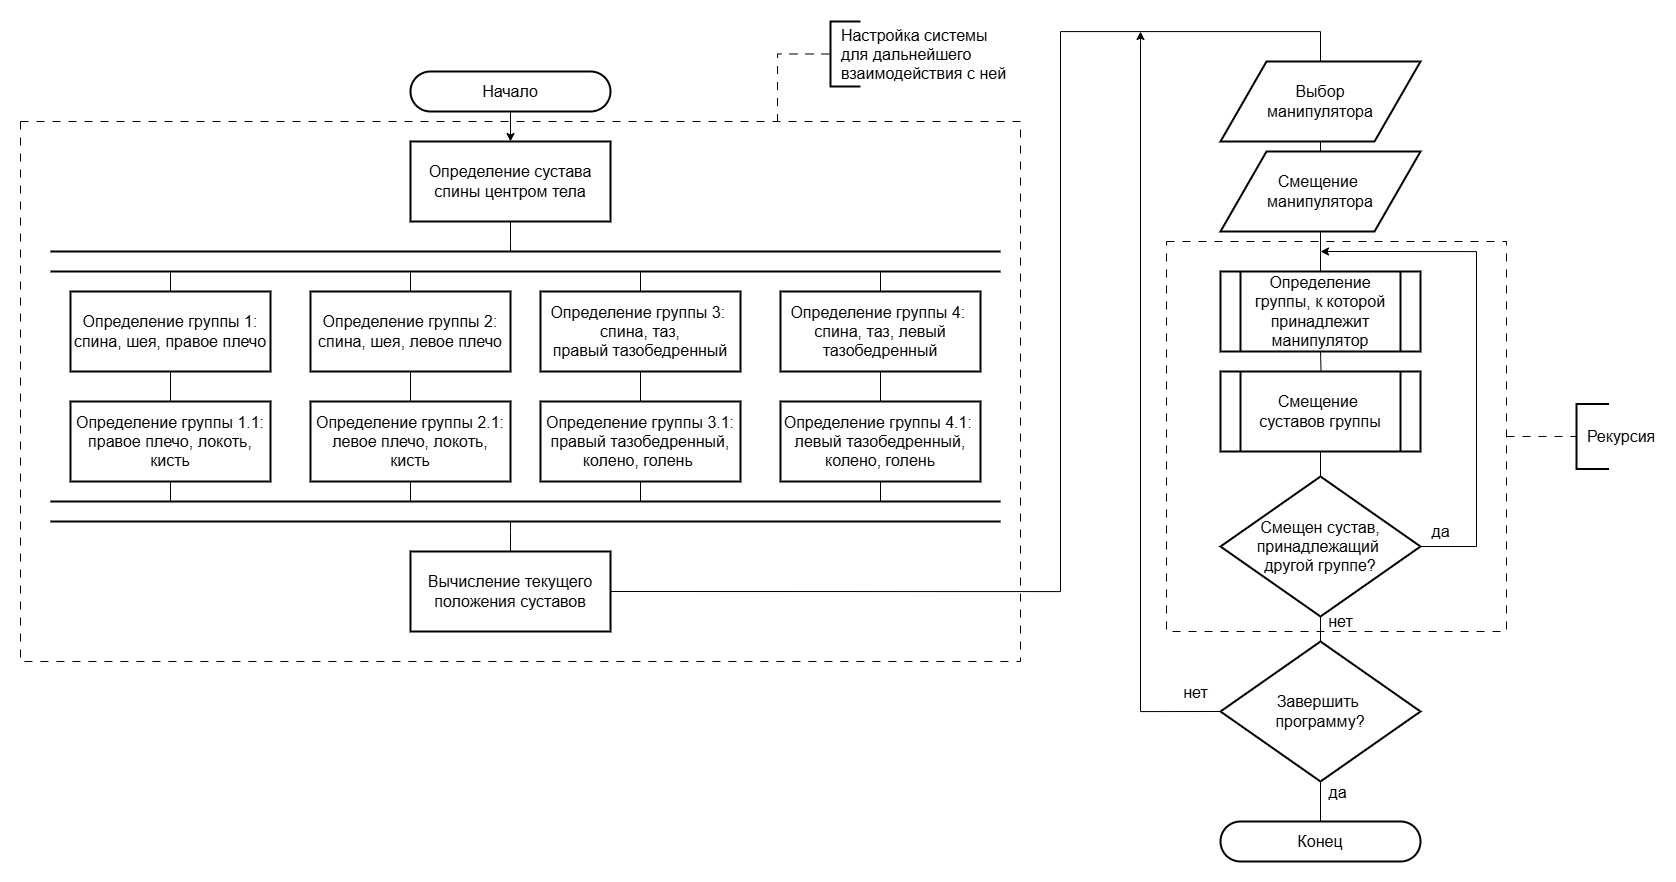 Настройка системы
для дальнейшего
взаимодействия с ней
Начало
Определение сустава
спины центром тела
Определение группы 1:
спина, шея, правое плечо
Определение группы 2:
спина, шея, левое плечо
Определение группы 3:
спина, таз,
правый тазобедренный
Определение группы 4:
спина, таз, левый
тазобедренный
Определение группы 1.1:
правое плечо, локоть,
кисть
Определение группы 2.1:
левое плечо, локоть,
кисть
Определение группы 3.1:
правый тазобедренный,
колено, голень
Определение группы 4.1:
левый тазобедренный,
колено, голень
Вычисление текущего
положения суставов
Выбор
манипулятора
Смещение
манипулятора
Определение
группы, к которой
принадлежит
манипулятор
Смещение
суставов группы
Рекурсия
Смещен сустав,
принадлежащий
другой группе?
да
нет
Завершить
программу?
нет
да
Конец